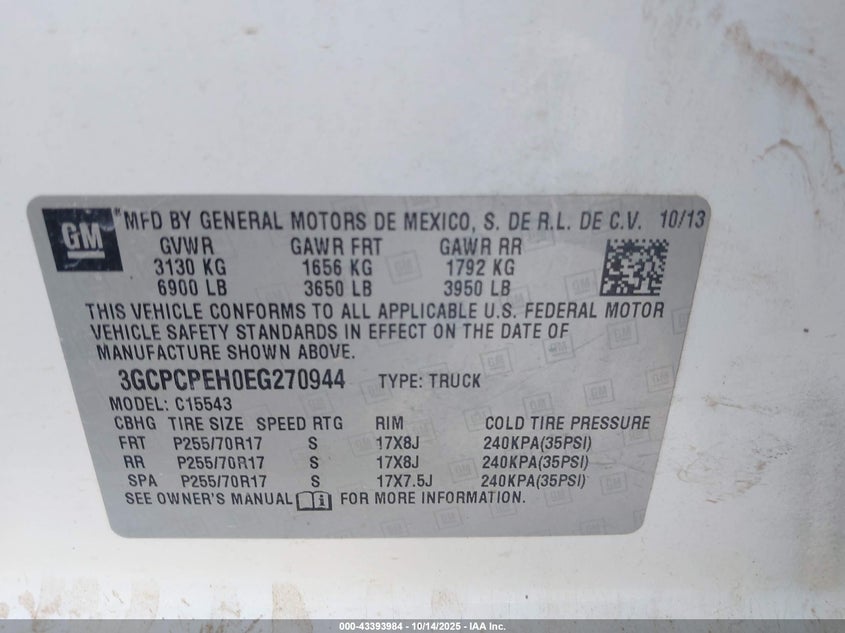 GM
MFD BY GENERAL MOTORS DE MEXICO, S. DE R.L. DE C.V. 10/13
GVWR GAWR FRT GAWR RR
3130 KG 1656 KG 1792 KG
6900 LB 3650 LB 3950 LB
THIS VEHICLE CONFORMS TO ALL APPLICABLE U.S. FEDERAL MOTOR
VEHICLE SAFETY STANDARDS IN EFFECT ON THE DATE OF
MANUFACTURE SHOWN ABOVE.
3GCPCPEH0EG270944 TYPE: TRUCK
MODEL: C15543
CBHG TIRE SIZE SPEED RTG RIM COLD TIRE PRESSURE
FRT P255/70R17 S 17X8J 240KPA(35PSI)
RR P255/70R17 S 17X8J 240KPA(35PSI)
SPA P255/70R17 S 17X7.5J 240KPA(35PSI)
SEE OWNER'S MANUAL FOR MORE INFORMATION.
000-43393984 - 10/14/2025 - IAA Inc.